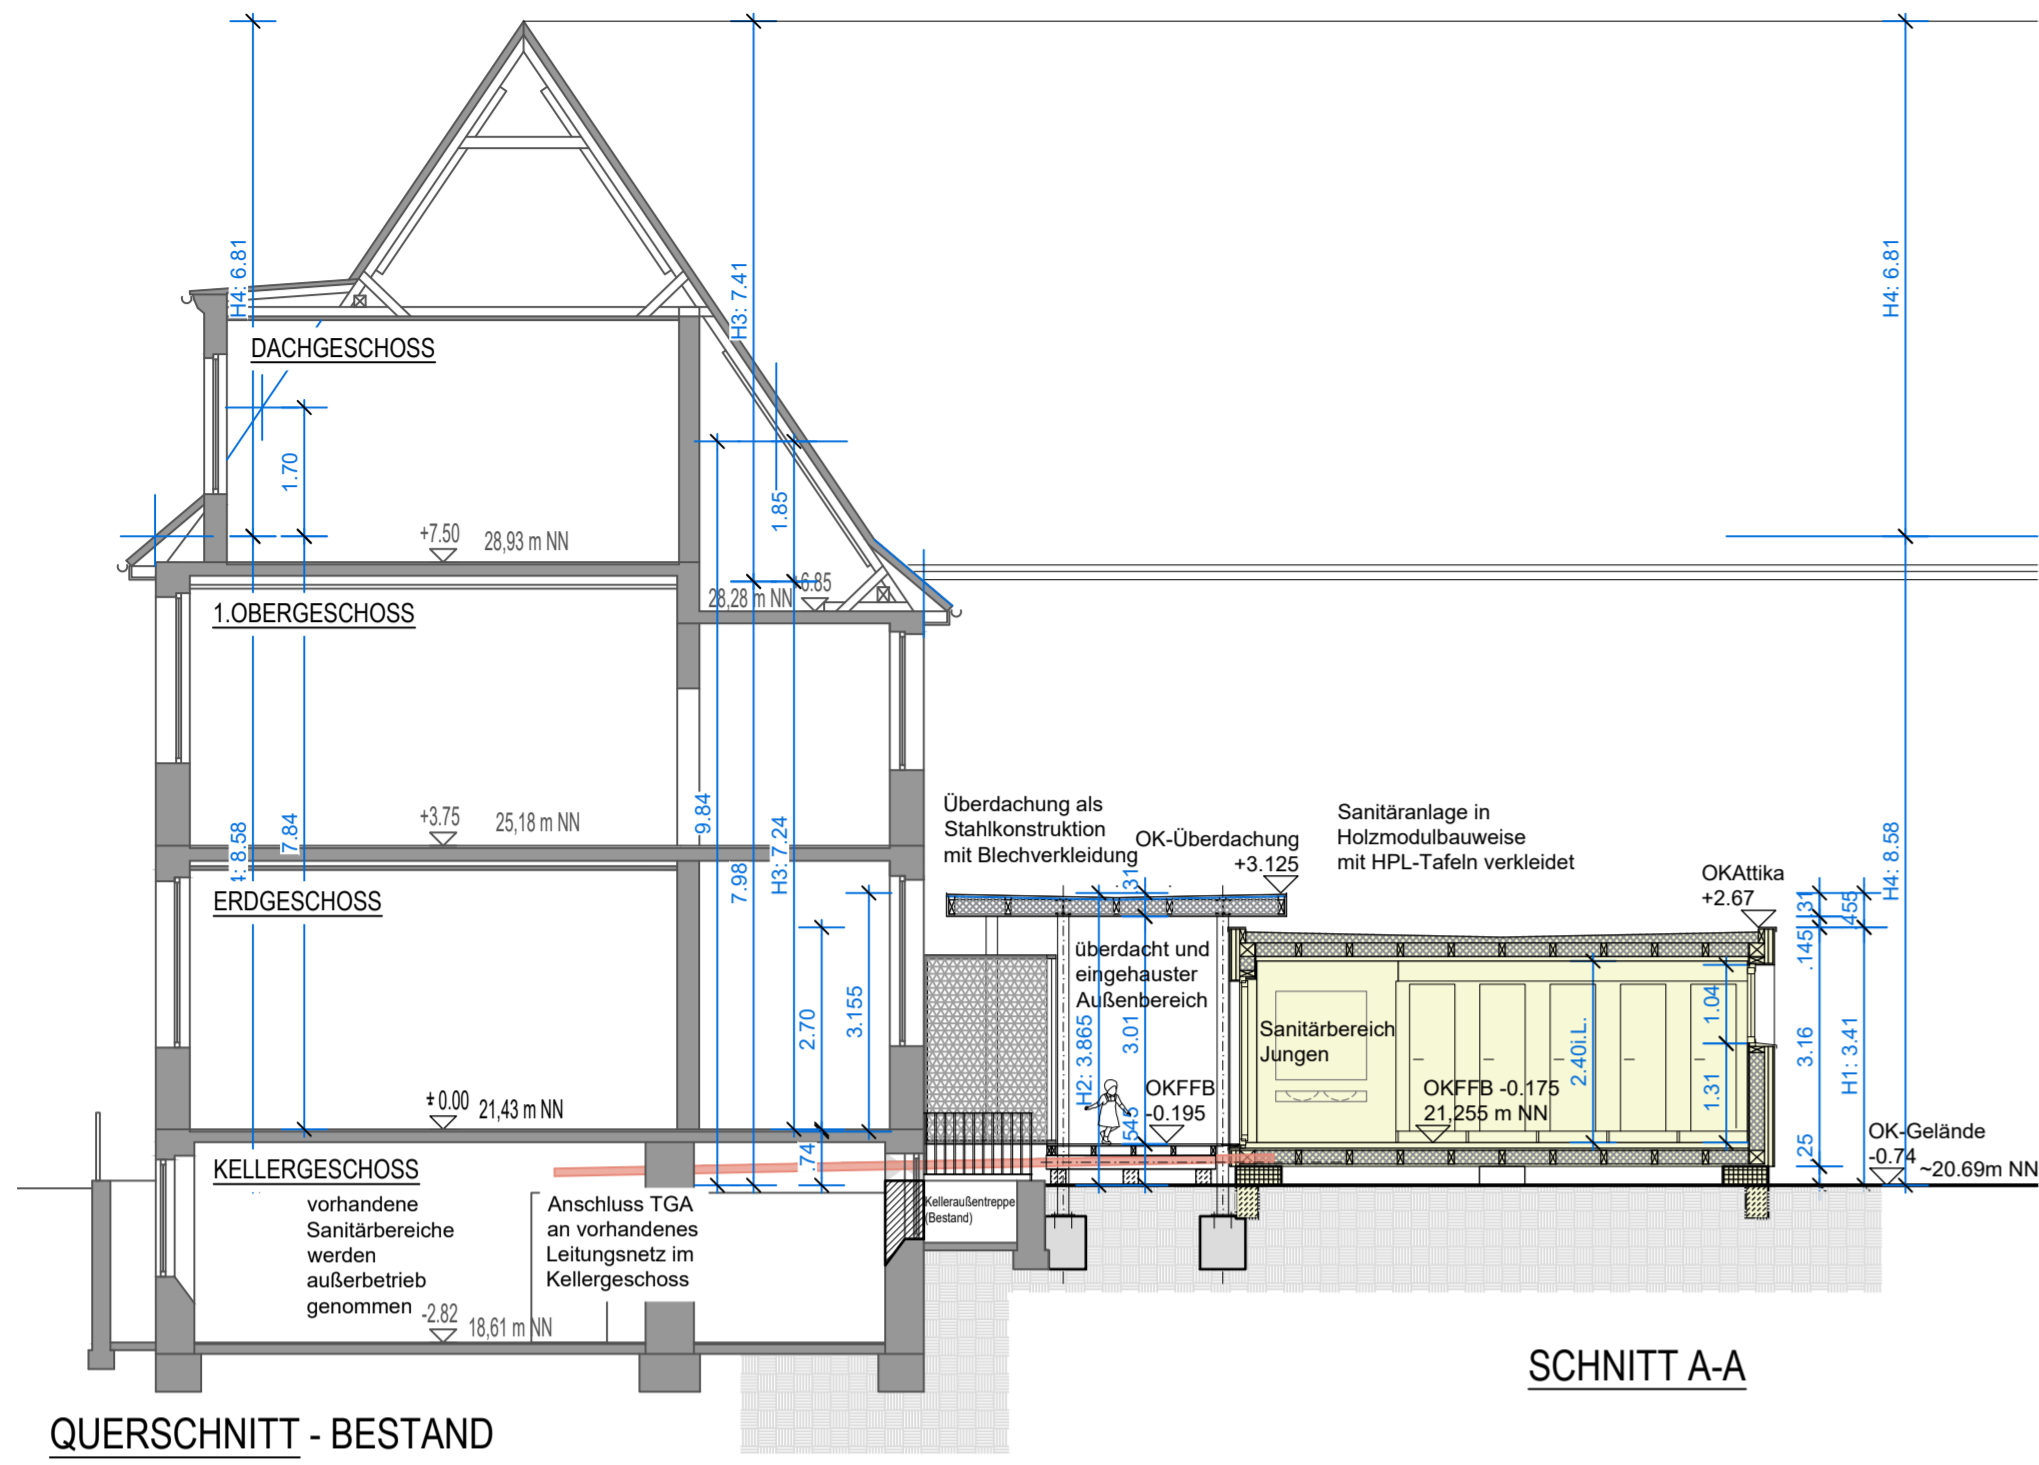 H4: 6.81
H3: 7.41
H4: 6.81
DACHGESCHOSS
1.70
1.85
+7.50 28,93 m NN
+6.85
28,28 m NN
1.OBERGESCHOSS
+3.75 25,18 m NN
8.58
7.84
9.84
7.98
H3: 7.24
H4: 8.58
Überdachung als
Stahlkonstruktion
mit Blechverkleidung
OK-Überdachung
+3.125
Sanitäranlage in
Holzmodulbauweise
mit HPL-Tafeln verkleidet
OKAttika
+2.67
.31
.31
.455
.145
ERDGESCHOSS
überdacht und
eingehauster
Außenbereich
2.70
3.155
H2: 3.865
3.01
.545
Sanitärbereich
Jungen
2.40i.L.
1.04
1.31
3.16
H1: 3.41
.25
OKFFB
-0.195
OKFFB -0.175
21,255 m NN
± 0.00 21,43 m NN
.74
OK-Gelände
-0.74
~20.69m NN
KELLERGESCHOSS
vorhandene
Sanitärbereiche
werden
außerbetrieb
genommen
Anschluss TGA
an vorhandenes
Leitungsnetz im
Kellergeschoss
Kelleraußentreppe
(Bestand)
-2.82 18,61 m NN
SCHNITT A-A
QUERSCHNITT - BESTAND